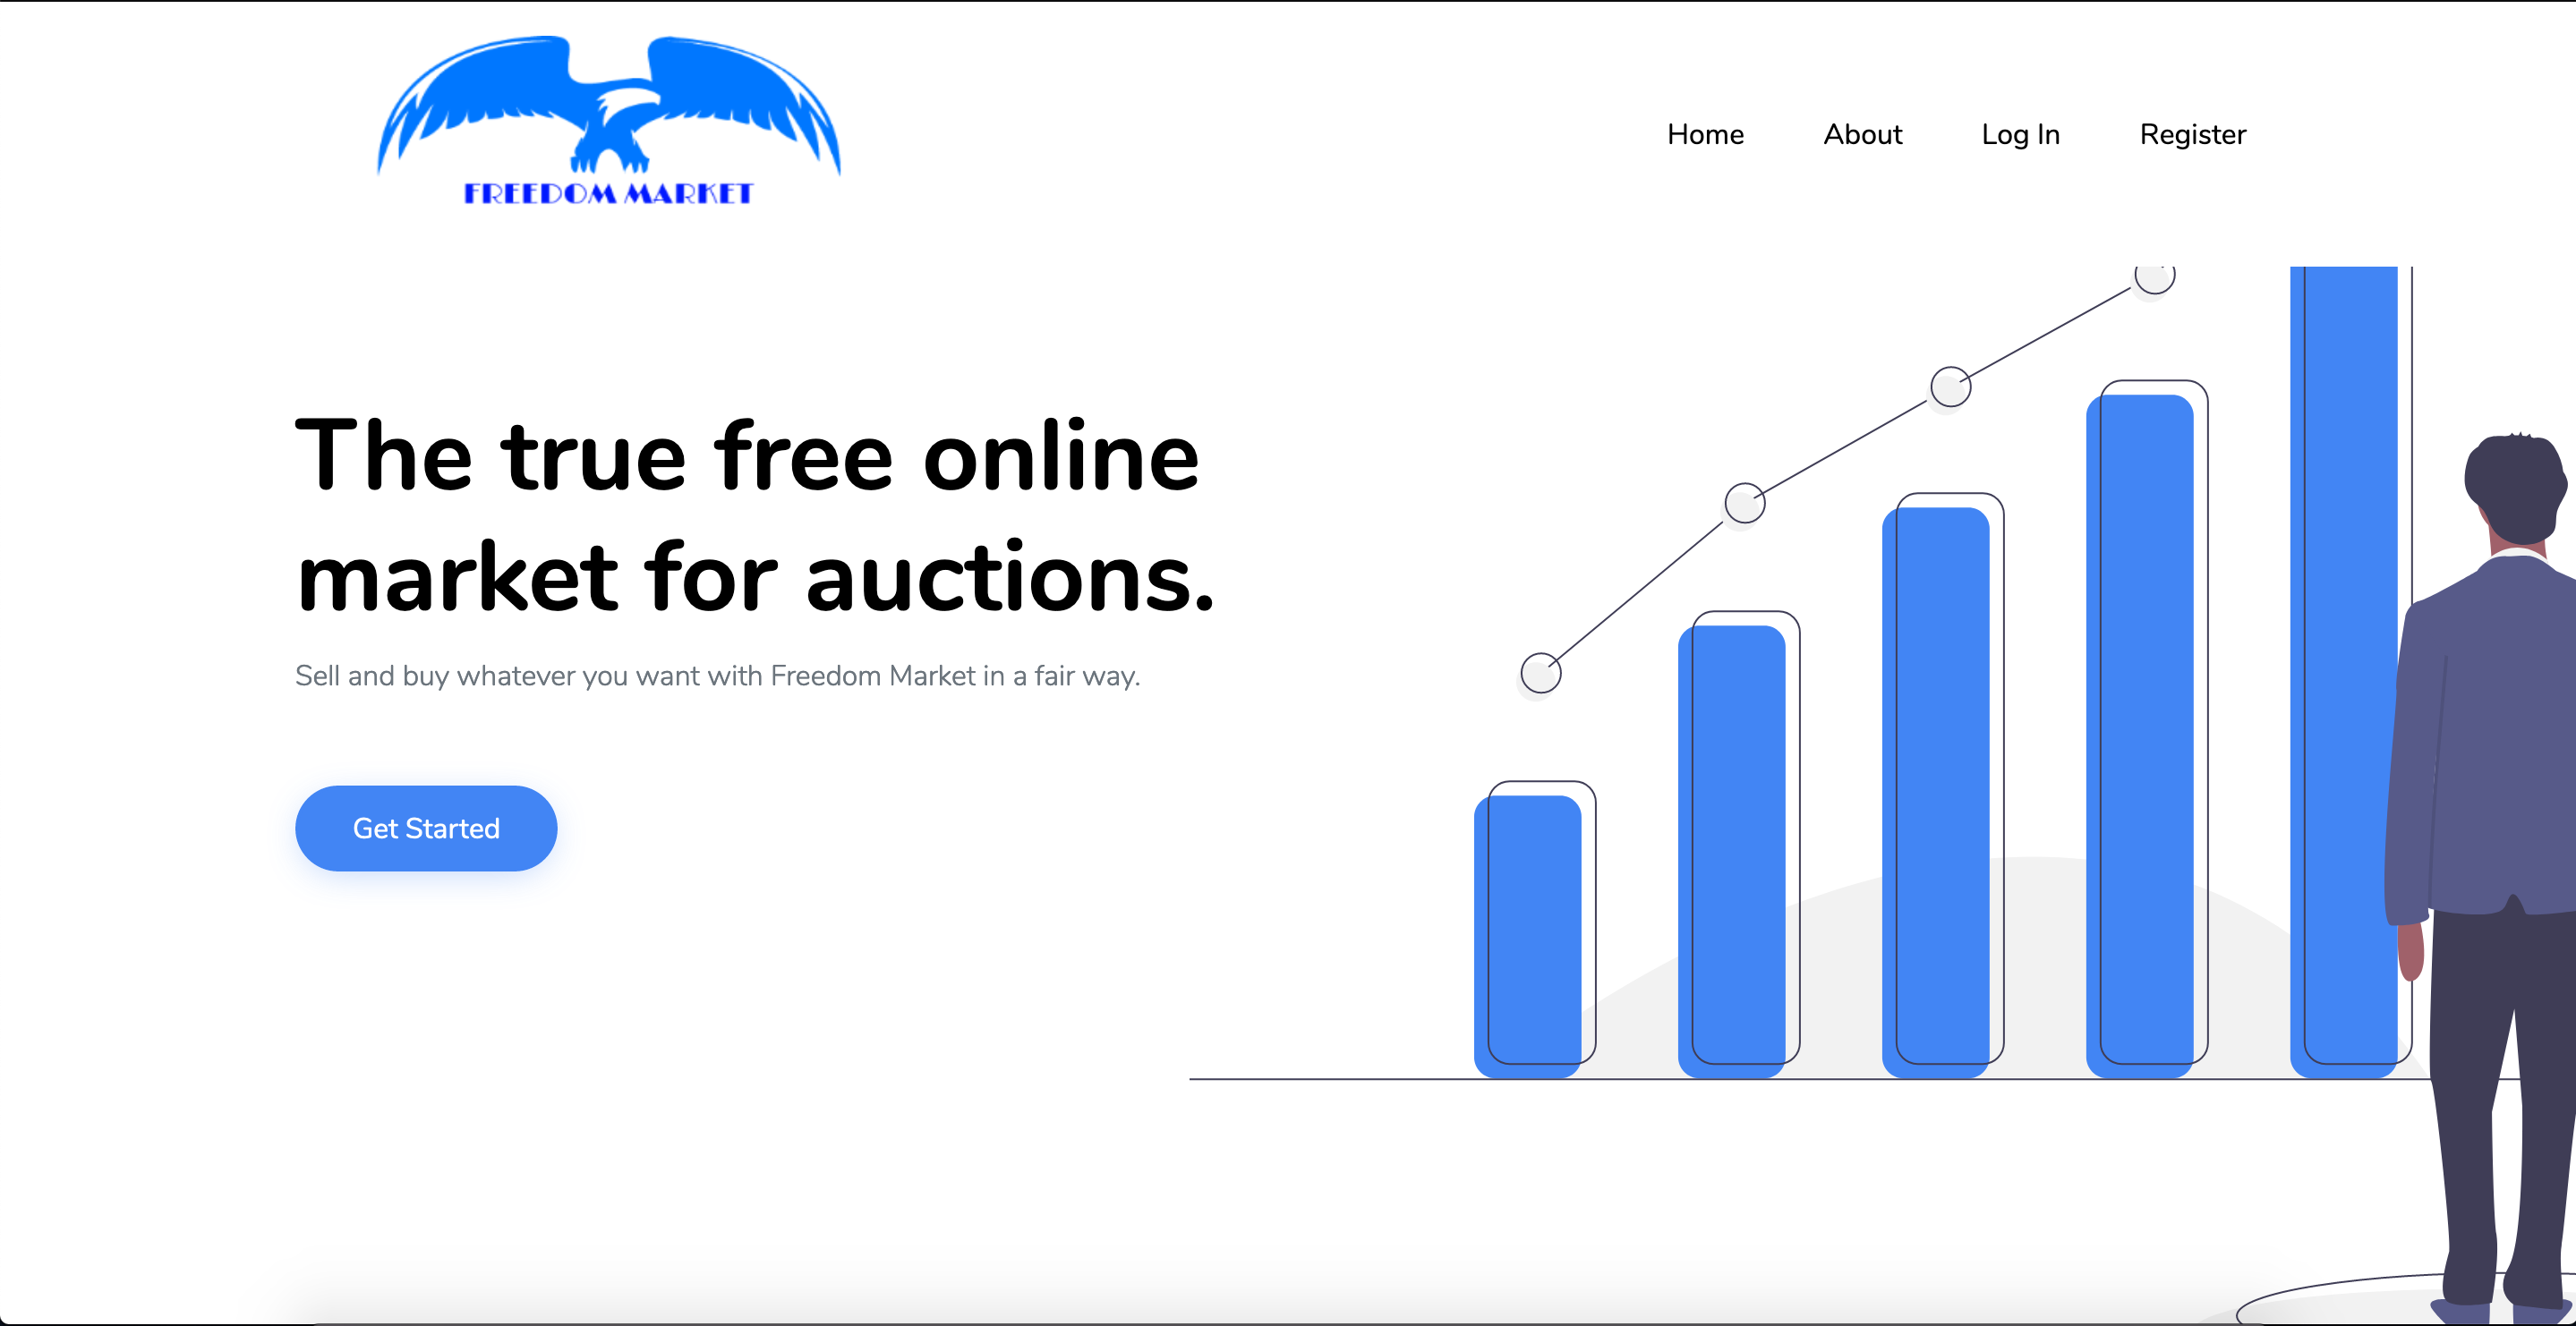 FREEDOM MARKET
Home About Log In Register
The true free online
market for auctions.
Sell and buy whatever you want with Freedom Market in a fair way.
Get Started